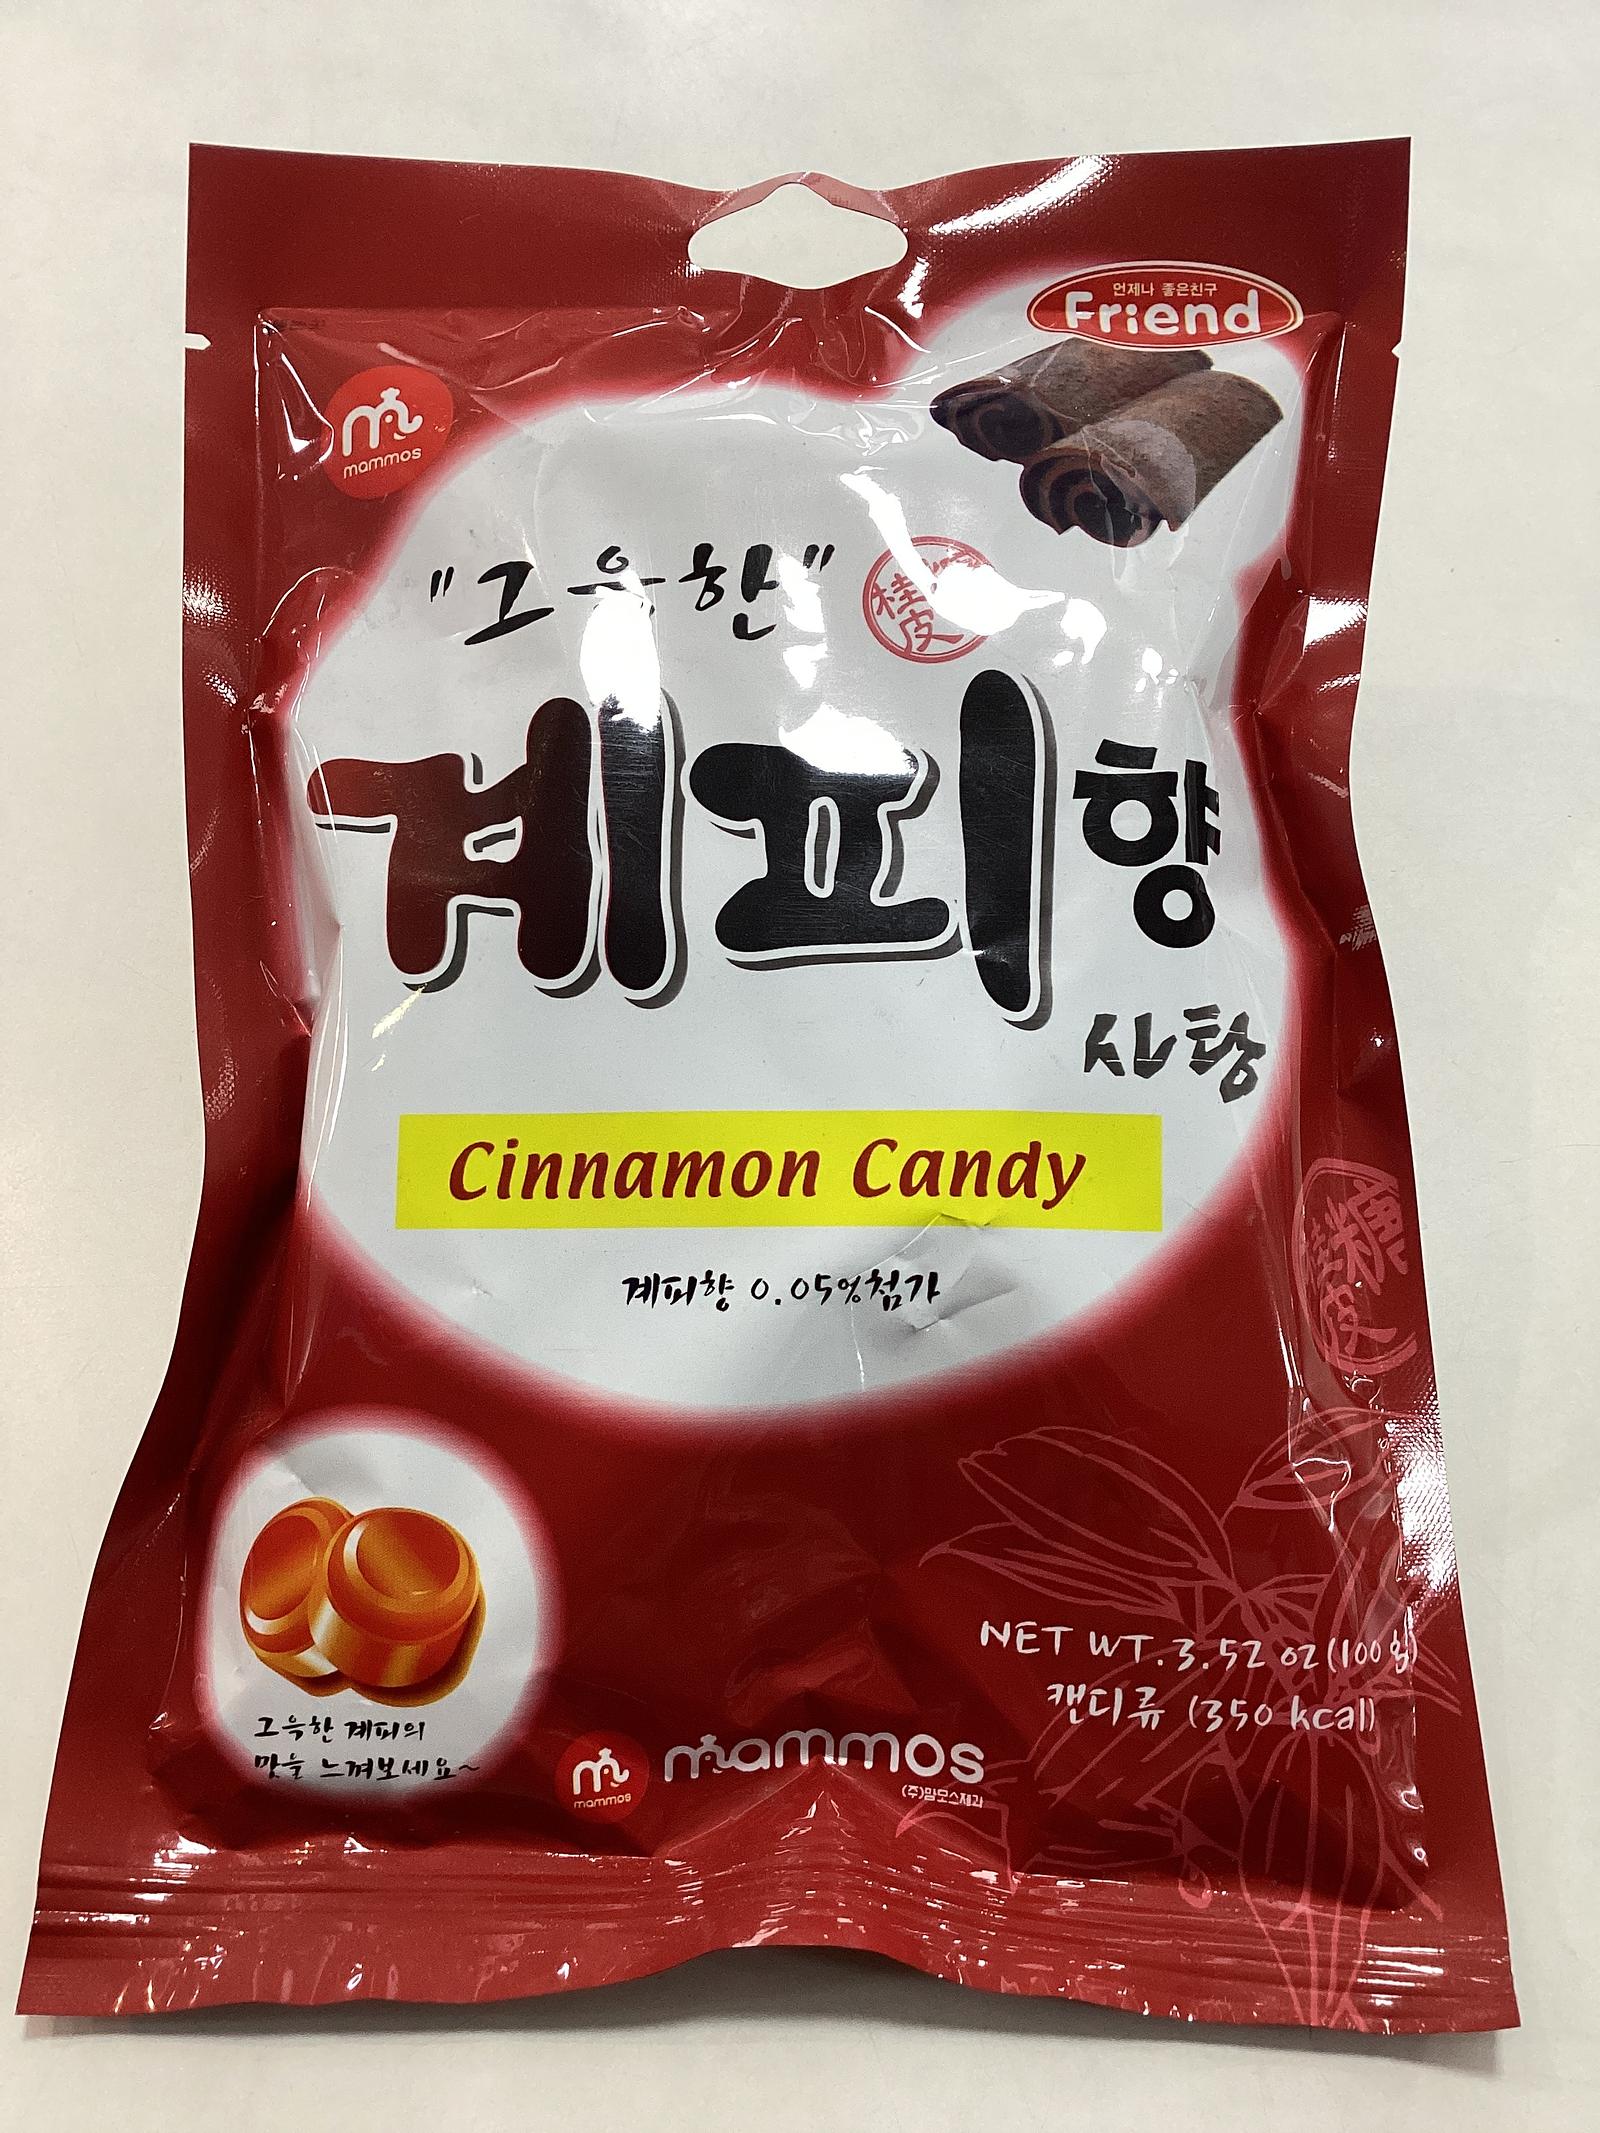 언제나 좋은친구
Friend
mammos
"그윽한"
桂皮
계피향
사탕
Cinnamon Candy
계피향 0.05%첨가
桂皮
그윽한 계피의
맛을 느껴보세요~
NET WT. 3.52 oz (100g)
캔디류 (350 kcal)
mammos
mammos
(주)맘모스제과